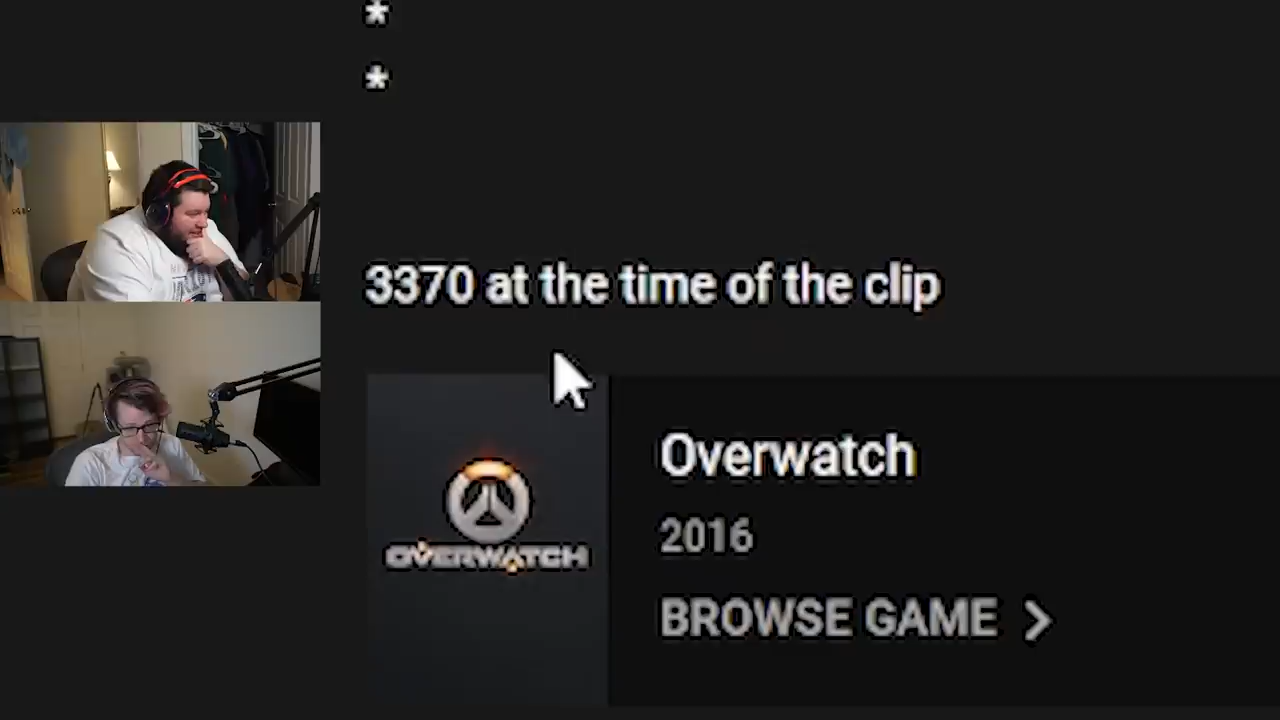 *
*
3370 at the time of the clip
OVERWATCH
Overwatch
2016
BROWSE GAME